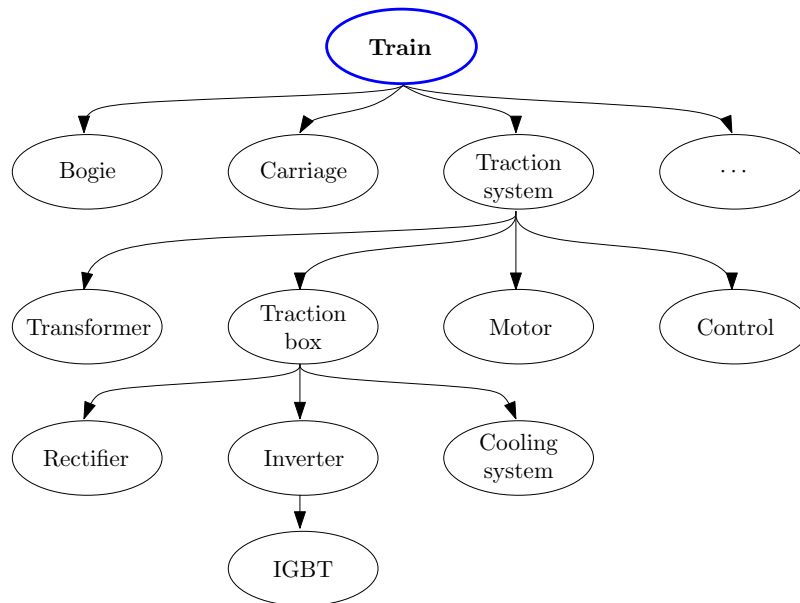 Train
Bogie
Carriage
Traction
system
· · ·
Transformer
Traction
box
Motor
Control
Rectifier
Inverter
Cooling
system
IGBT